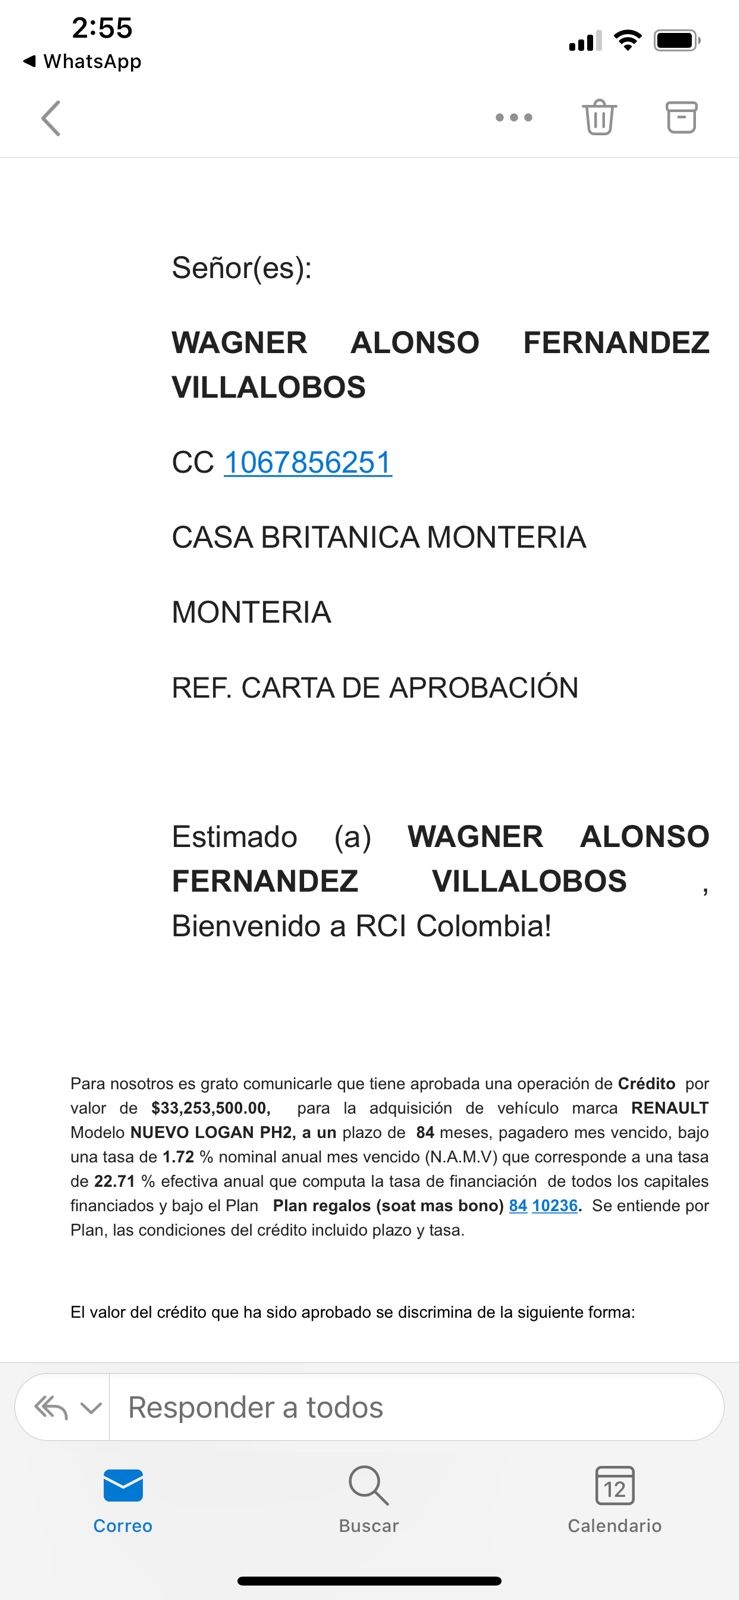 2:55
◀ WhatsApp
Señor(es):
WAGNER ALONSO FERNANDEZ
VILLALOBOS
CC 1067856251
CASA BRITANICA MONTERIA
MONTERIA
REF. CARTA DE APROBACIÓN
Estimado (a) WAGNER ALONSO
FERNANDEZ VILLALOBOS ,
Bienvenido a RCI Colombia!
Para nosotros es grato comunicarle que tiene aprobada una operación de Crédito por
valor de $33,253,500.00, para la adquisición de vehículo marca RENAULT
Modelo NUEVO LOGAN PH2, a un plazo de 84 meses, pagadero mes vencido, bajo
una tasa de 1.72 % nominal anual mes vencido (N.A.M.V) que corresponde a una tasa
de 22.71 % efectiva anual que computa la tasa de financiación de todos los capitales
financiados y bajo el Plan Plan regalos (soat mas bono) 84 10236. Se entiende por
Plan, las condiciones del crédito incluido plazo y tasa.
El valor del crédito que ha sido aprobado se discrimina de la siguiente forma:
Responder a todos
12
Correo Buscar Calendario